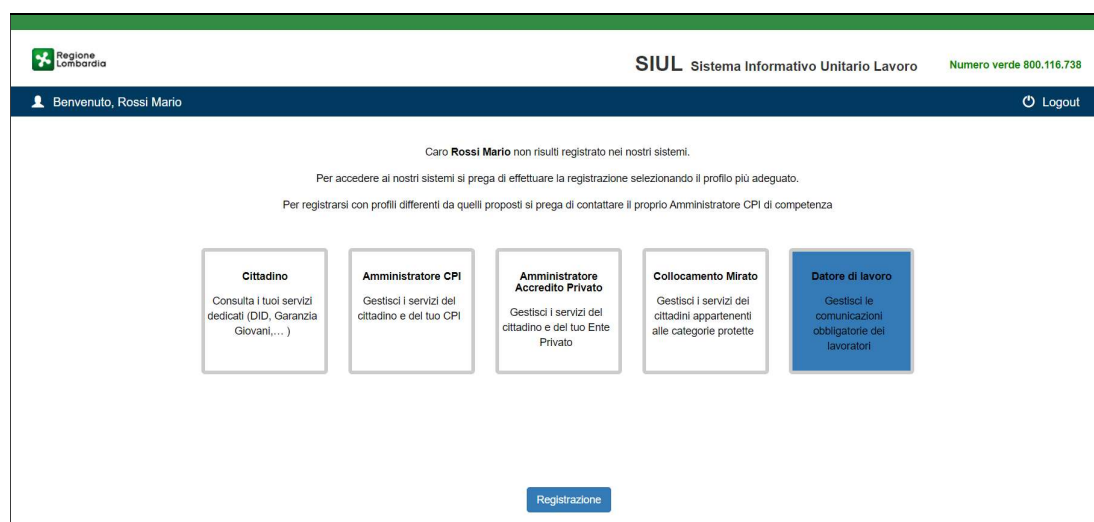 Regione
Lombardia
SIUL Sistema Informativo Unitario Lavoro
Numero verde 800.116.738
Benvenuto, Rossi Mario
Logout
Caro Rossi Mario non risulti registrato nei nostri sistemi.
Per accedere ai nostri sistemi si prega di effettuare la registrazione selezionando il profilo più adeguato.
Per registrarsi con profili differenti da quelli proposti si prega di contattare il proprio Amministratore CPI di competenza
Cittadino
Consulta i tuoi servizi
dedicati (DID, Garanzia
Giovani,... )
Amministratore CPI
Gestisci i servizi del
cittadino e del tuo CPI
Amministratore
Accredito Privato
Gestisci i servizi del
cittadino e del tuo Ente
Privato
Collocamento Mirato
Gestisci i servizi dei
cittadini appartenenti
alle categorie protette
Datore di lavoro
Gestisci le
comunicazioni
obbligatorie dei
lavoratori
Registrazione